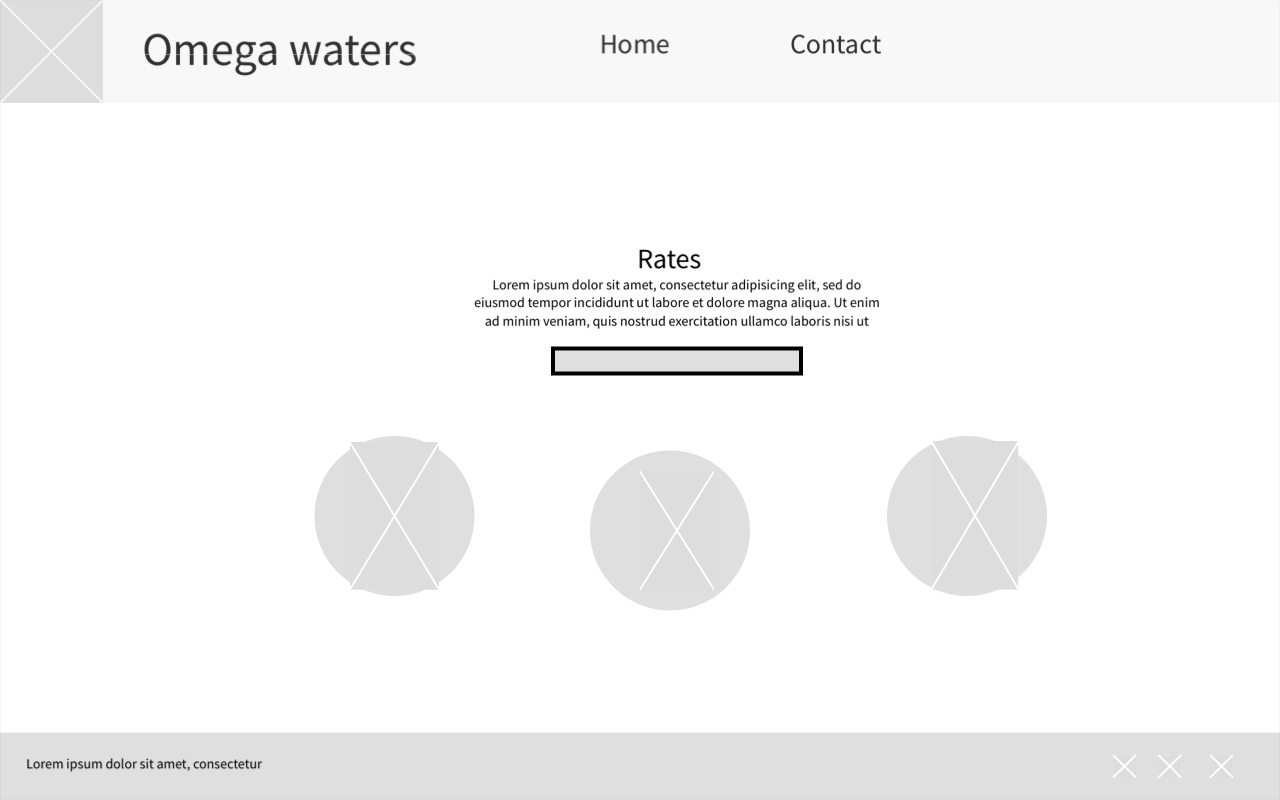 Omega waters
Home
Contact
Rates
Lorem ipsum dolor sit amet, consectetur adipisicing elit, sed do
eiusmod tempor incididunt ut labore et dolore magna aliqua. Ut enim
ad minim veniam, quis nostrud exercitation ullamco laboris nisi ut
Lorem ipsum dolor sit amet, consectetur